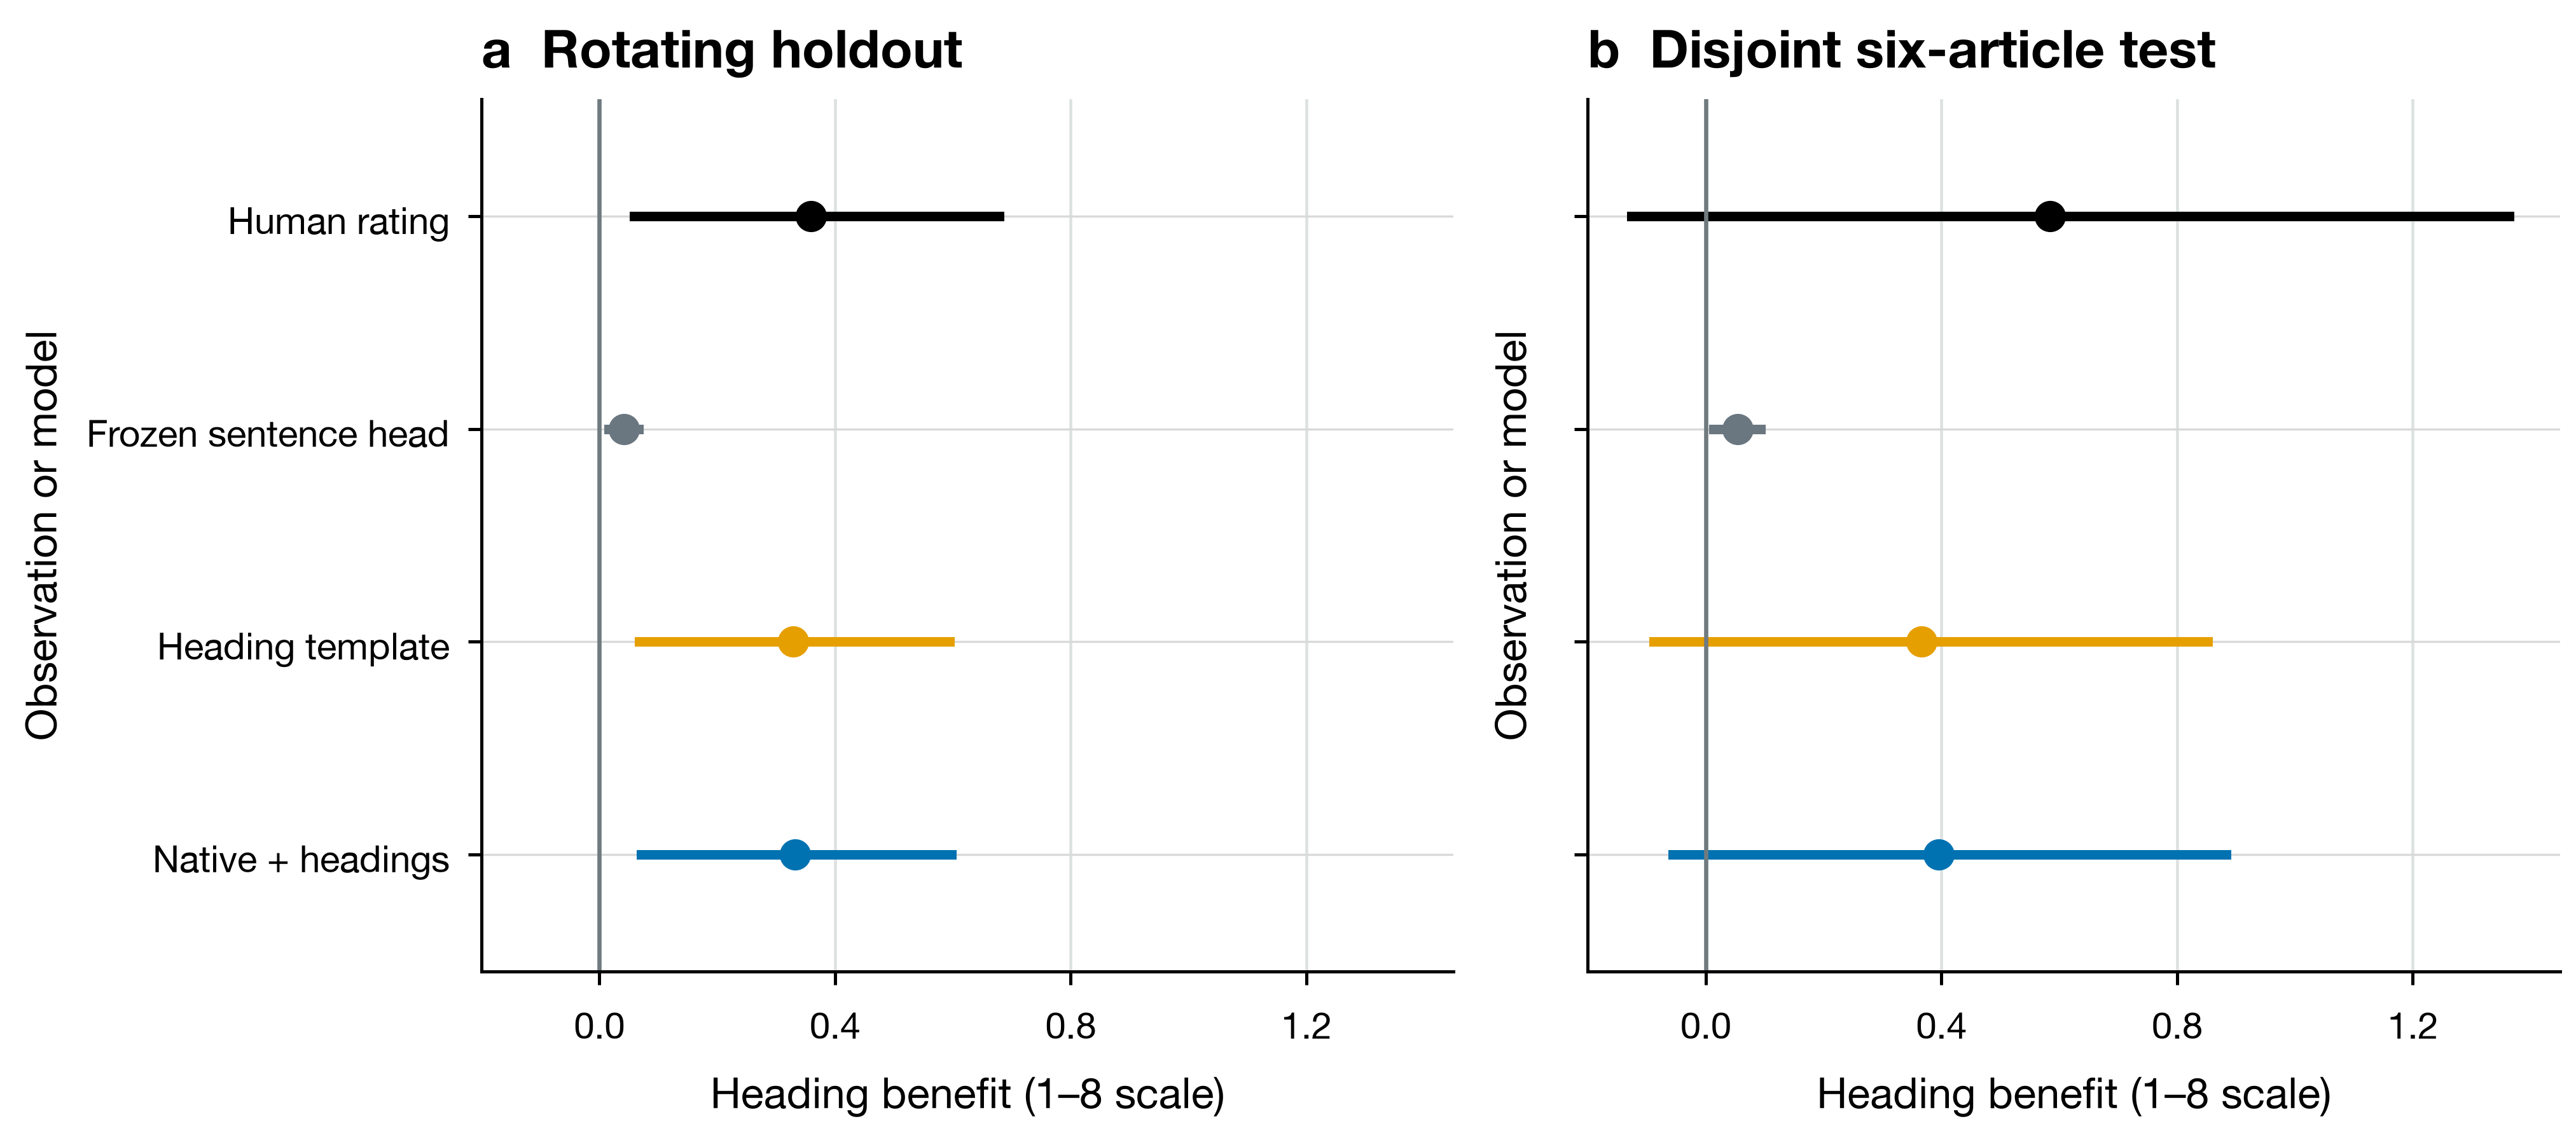 a Rotating holdout
Observation or model
Human rating
Frozen sentence head
Heading template
Native + headings
0.0 0.4 0.8 1.2
Heading benefit (1–8 scale)
b Disjoint six-article test
Observation or model
0.0 0.4 0.8 1.2
Heading benefit (1–8 scale)